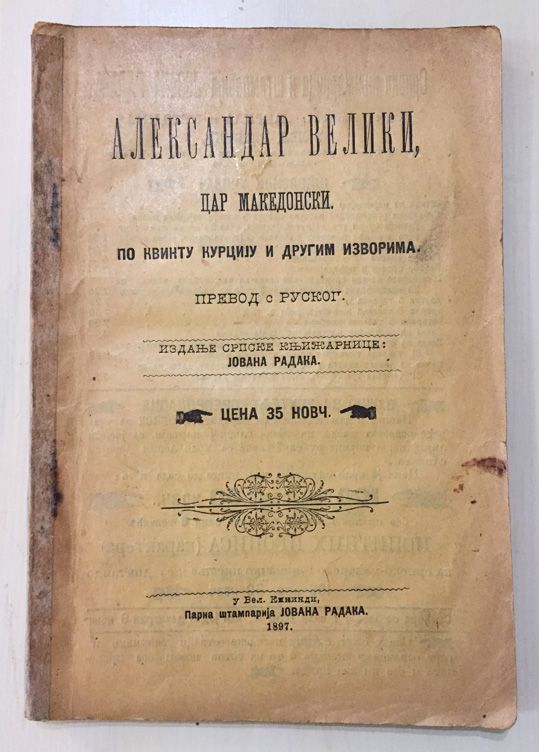 АЛЕКСАНДАР ВЕЛИКИ,
ЦАР МАКЕДОНСКИ.
ПО КВИНТУ КУРЦИЈУ И ДРУГИМ ИЗВОРИМА.
ПРЕВОД с РУСКОГ.
ИЗДАЊЕ СРПСКЕ КЊИЖАРНИЦЕ:
ЈОВАНА РАДАКА.
ЦЕНА 35 НОВЧ.
у Вел. Кикинди,
Парна штампарија ЈОВАНА РАДАКА.
1897.